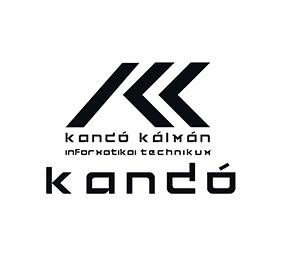 kandó kálmán
informatikai technikum
kandó